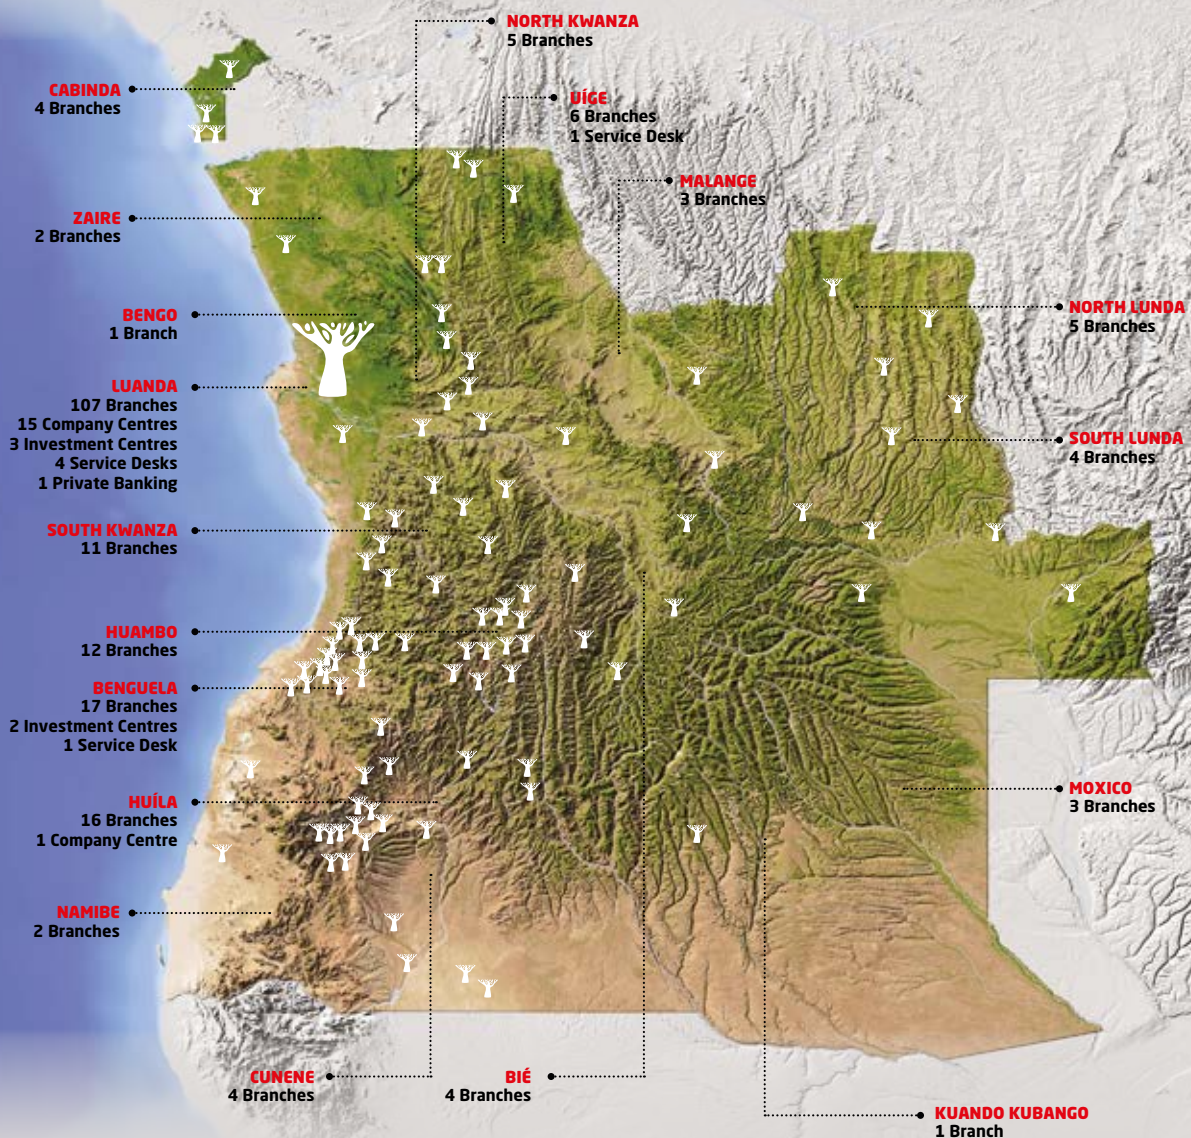 NORTH KWANZA
5 Branches
CABINDA
4 Branches
UÍGE
6 Branches
1 Service Desk
MALANGE
3 Branches
ZAIRE
2 Branches
BENGO
1 Branch
NORTH LUNDA
5 Branches
LUANDA
107 Branches
15 Company Centres
3 Investment Centres
4 Service Desks
1 Private Banking
SOUTH LUNDA
4 Branches
SOUTH KWANZA
11 Branches
HUAMBO
12 Branches
BENGUELA
17 Branches
2 Investment Centres
1 Service Desk
MOXICO
3 Branches
HUÍLA
16 Branches
1 Company Centre
NAMIBE
2 Branches
CUNENE
4 Branches
BIÉ
4 Branches
KUANDO KUBANGO
1 Branch